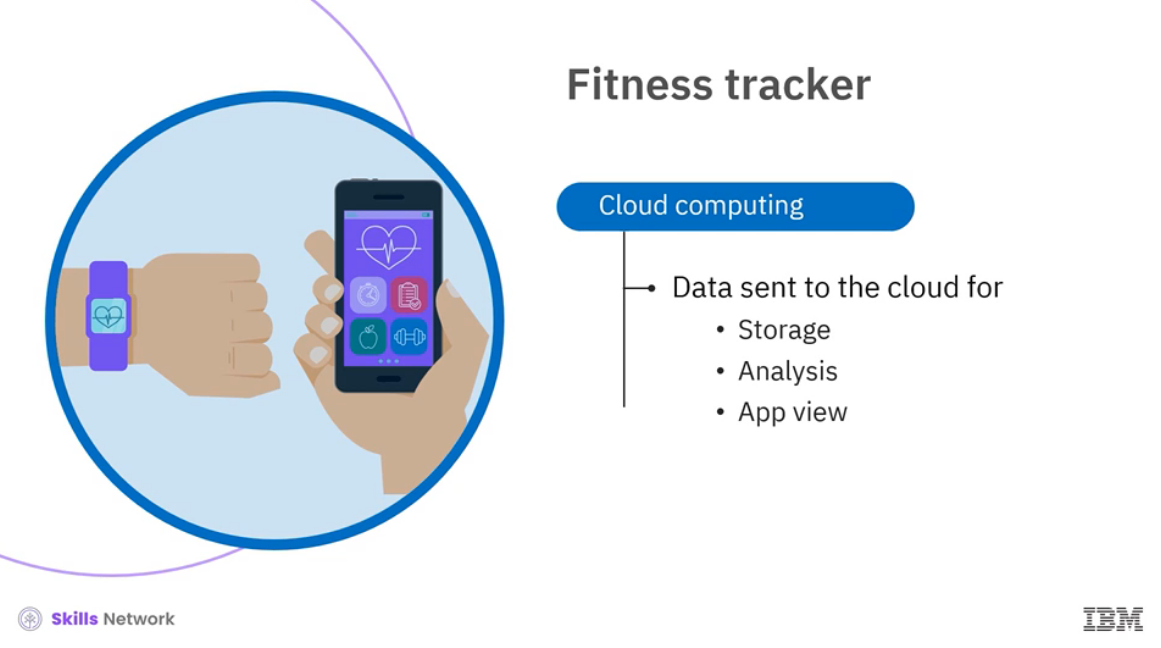 Fitness tracker
Cloud computing
Data sent to the cloud for
• Storage
• Analysis
• App view
Skills Network
IBM